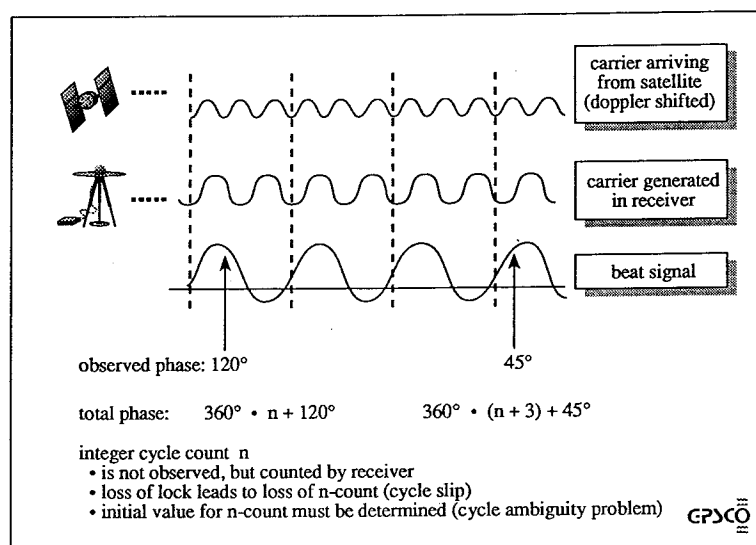 carrier arriving
from satellite
(doppler shifted)
carrier generated
in receiver
beat signal
observed phase: 120° 45°
total phase: 360° • n + 120° 360° • (n + 3) + 45°
integer cycle count n
• is not observed, but counted by receiver
• loss of lock leads to loss of n-count (cycle slip)
• initial value for n-count must be determined (cycle ambiguity problem)
GPSCO